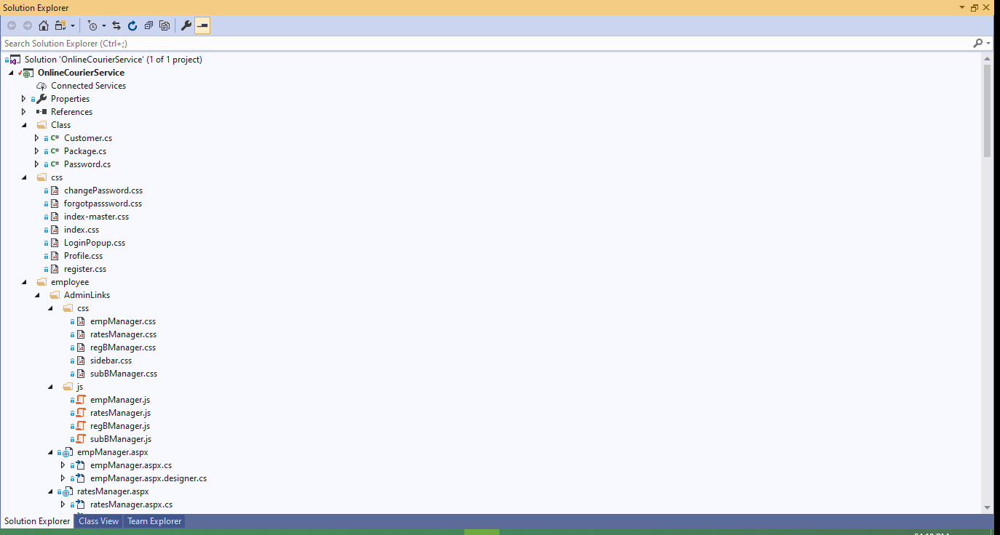 Solution Explorer
Search Solution Explorer (Ctrl+;)
Solution 'OnlineCourierService' (1 of 1 project)
OnlineCourierService
Connected Services
Properties
References
Class
C# Customer.cs
C# Package.cs
C# Password.cs
css
changePassword.css
forgotpasssword.css
index-master.css
index.css
LoginPopup.css
Profile.css
register.css
employee
AdminLinks
css
empManager.css
ratesManager.css
regBManager.css
sidebar.css
subBManager.css
js
empManager.js
ratesManager.js
regBManager.js
subBManager.js
empManager.aspx
empManager.aspx.cs
empManager.aspx.designer.cs
ratesManager.aspx
ratesManager.aspx.cs
Solution Explorer Class View Team Explorer